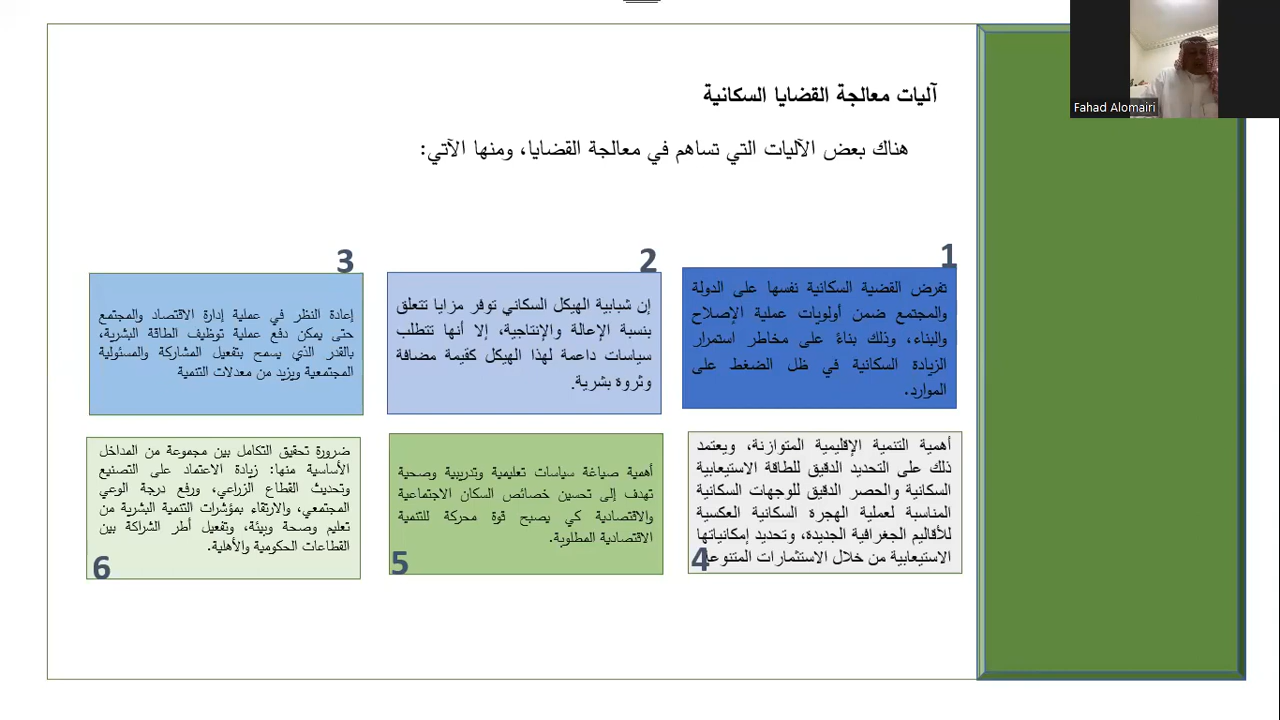 Fahad Alomairi
آليات معالجة القضايا السكانية
هناك بعض الآليات التي تساهم في معالجة القضايا، ومنها الآتي:
1
تفرض القضية السكانية نفسها على الدولة
والمجتمع ضمن أولويات عملية الإصلاح
والبناء، وذلك بناءً على مخاطر استمرار
الزيادة السكانية في ظل الضغط على
الموارد.
2
إن شبابية الهيكل السكاني توفر مزايا تتعلق
بنسبة الإعالة والإنتاجية، إلا أنها تتطلب
سياسات داعمة لهذا الهيكل كقيمة مضافة
وثروة بشرية.
3
إعادة النظر في عملية إدارة الاقتصاد والمجتمع
حتى يمكن دفع عملية توظيف الطاقة البشرية،
بالقدر الذي يسمح بتفعيل المشاركة والمسئولية
المجتمعية ويزيد من معدلات التنمية
أهمية التنمية الإقليمية المتوازنة، ويعتمد
ذلك على التحديد الدقيق للطاقة الاستيعابية
السكانية والحصر الدقيق للوجهات السكانية
المناسبة لعملية الهجرة السكانية العكسية
للأقاليم الجغرافية الجديدة، وتحديد إمكانياتها
الاستيعابية من خلال الاستثمارات المتنوعة
4
أهمية صياغة سياسات تعليمية وتدريبية وصحية
تهدف إلى تحسين خصائص السكان الاجتماعية
والاقتصادية كي يصبح قوة محركة للتنمية
الاقتصادية المطلوبة.
5
ضرورة تحقيق التكامل بين مجموعة من المداخل
الأساسية منها: زيادة الاعتماد على التصنيع
وتحديث القطاع الزراعي، ورفع درجة الوعي
المجتمعي، والارتقاء بمؤشرات التنمية البشرية من
تعليم وصحة وبيئة، وتفعيل أطر الشراكة بين
القطاعات الحكومية والأهلية.
6